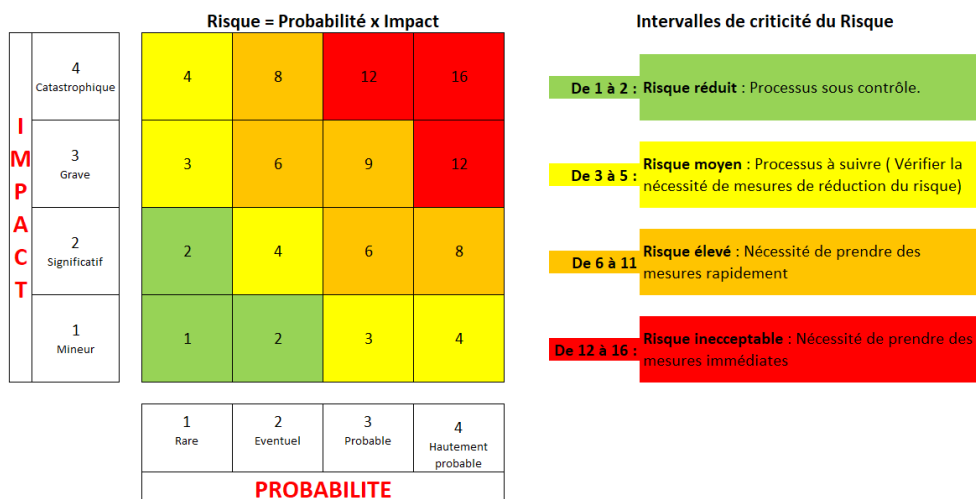 Risque = Probabilité x Impact
Intervalles de criticité du Risque
IMPACT
4
Catastrophique
4
8
12
16
3
Grave
3
6
9
12
2
Significatif
2
4
6
8
1
Mineur
1
2
3
4
1
Rare
2
Eventuel
3
Probable
4
Hautement
probable
PROBABILITE
De 1 à 2 : Risque réduit : Processus sous contrôle.
De 3 à 5 : Risque moyen : Processus à suivre ( Vérifier la
nécessité de mesures de réduction du risque)
De 6 à 11 Risque élevé : Nécessité de prendre des
mesures rapidement
De 12 à 16 : Risque inecceptable : Nécessité de prendre des
mesures immédiates